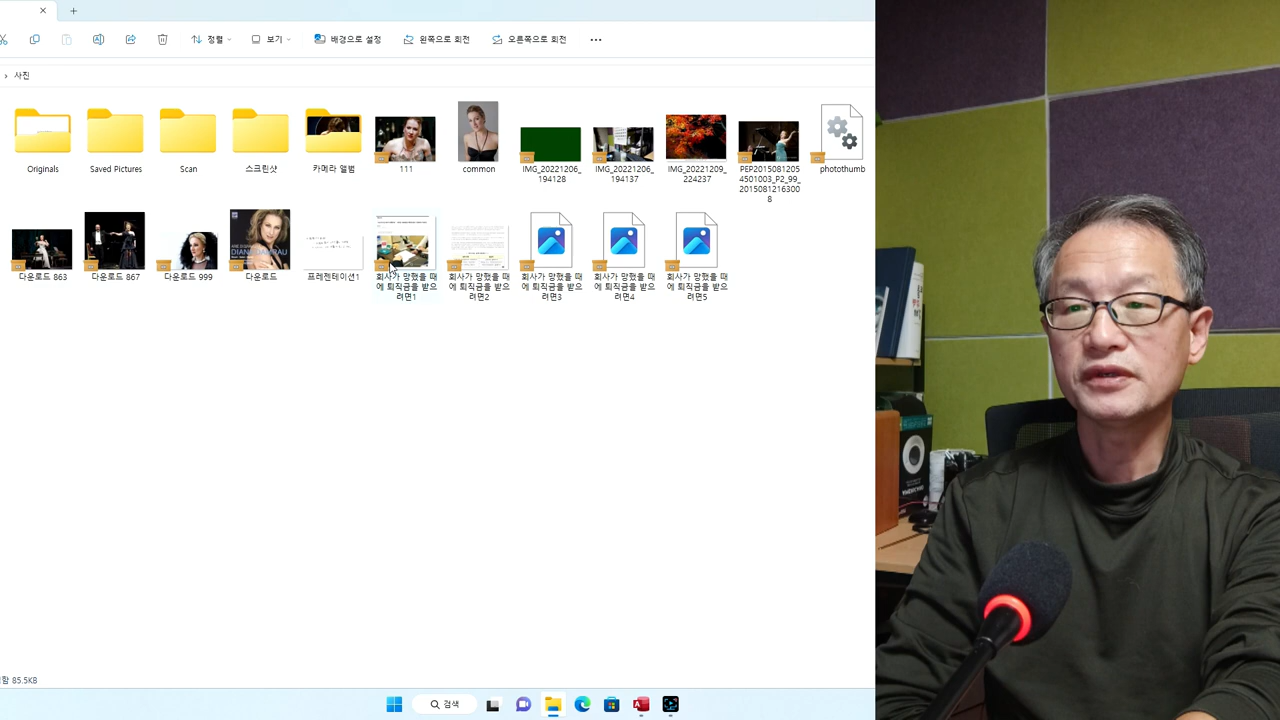 정렬
보기
배경으로 설정
왼쪽으로 회전
오른쪽으로 회전
사진
Originals
Saved Pictures
Scan
스크린샷
카메라 앨범
111
common
IMG_20221206_
194128
IMG_20221206_
194137
IMG_20221209_
224237
PEP2015081205
4501003_P2_99_
2015081216300
8
photothumb
다운로드 863
다운로드 867
다운로드 999
다운로드
프레젠테이션1
회사가 망했을 때
에 퇴직금을 받으
려면1
회사가 망했을 때
에 퇴직금을 받으
려면2
회사가 망했을 때
에 퇴직금을 받으
려면3
회사가 망했을 때
에 퇴직금을 받으
려면4
회사가 망했을 때
에 퇴직금을 받으
려면5
DIANA DAMRAU
85.5KB
검색